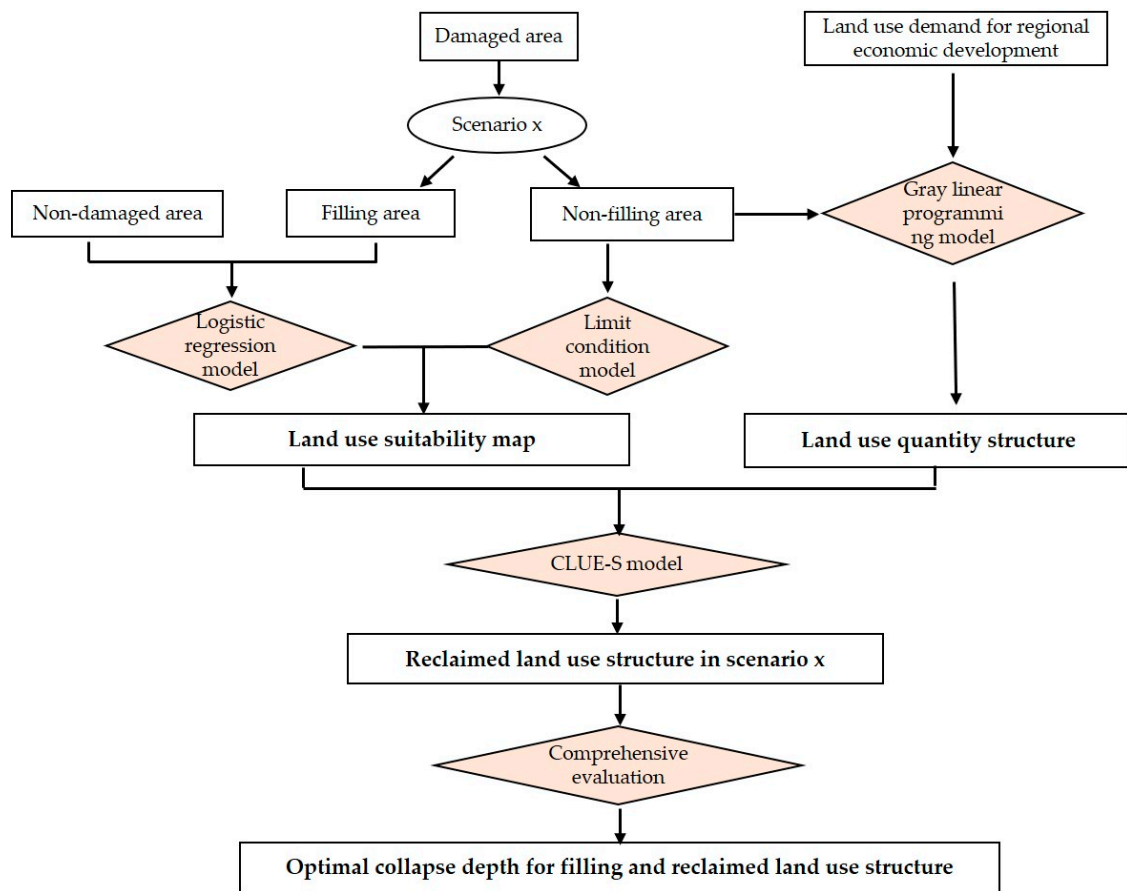 Damaged area
Land use demand for regional
economic development
Scenario x
Non-damaged area
Filling area
Non-filling area
Gray linear
programmi
ng model
Logistic
regression
model
Limit
condition
model
Land use suitability map
Land use quantity structure
CLUE-S model
Reclaimed land use structure in scenario x
Comprehensive
evaluation
Optimal collapse depth for filling and reclaimed land use structure